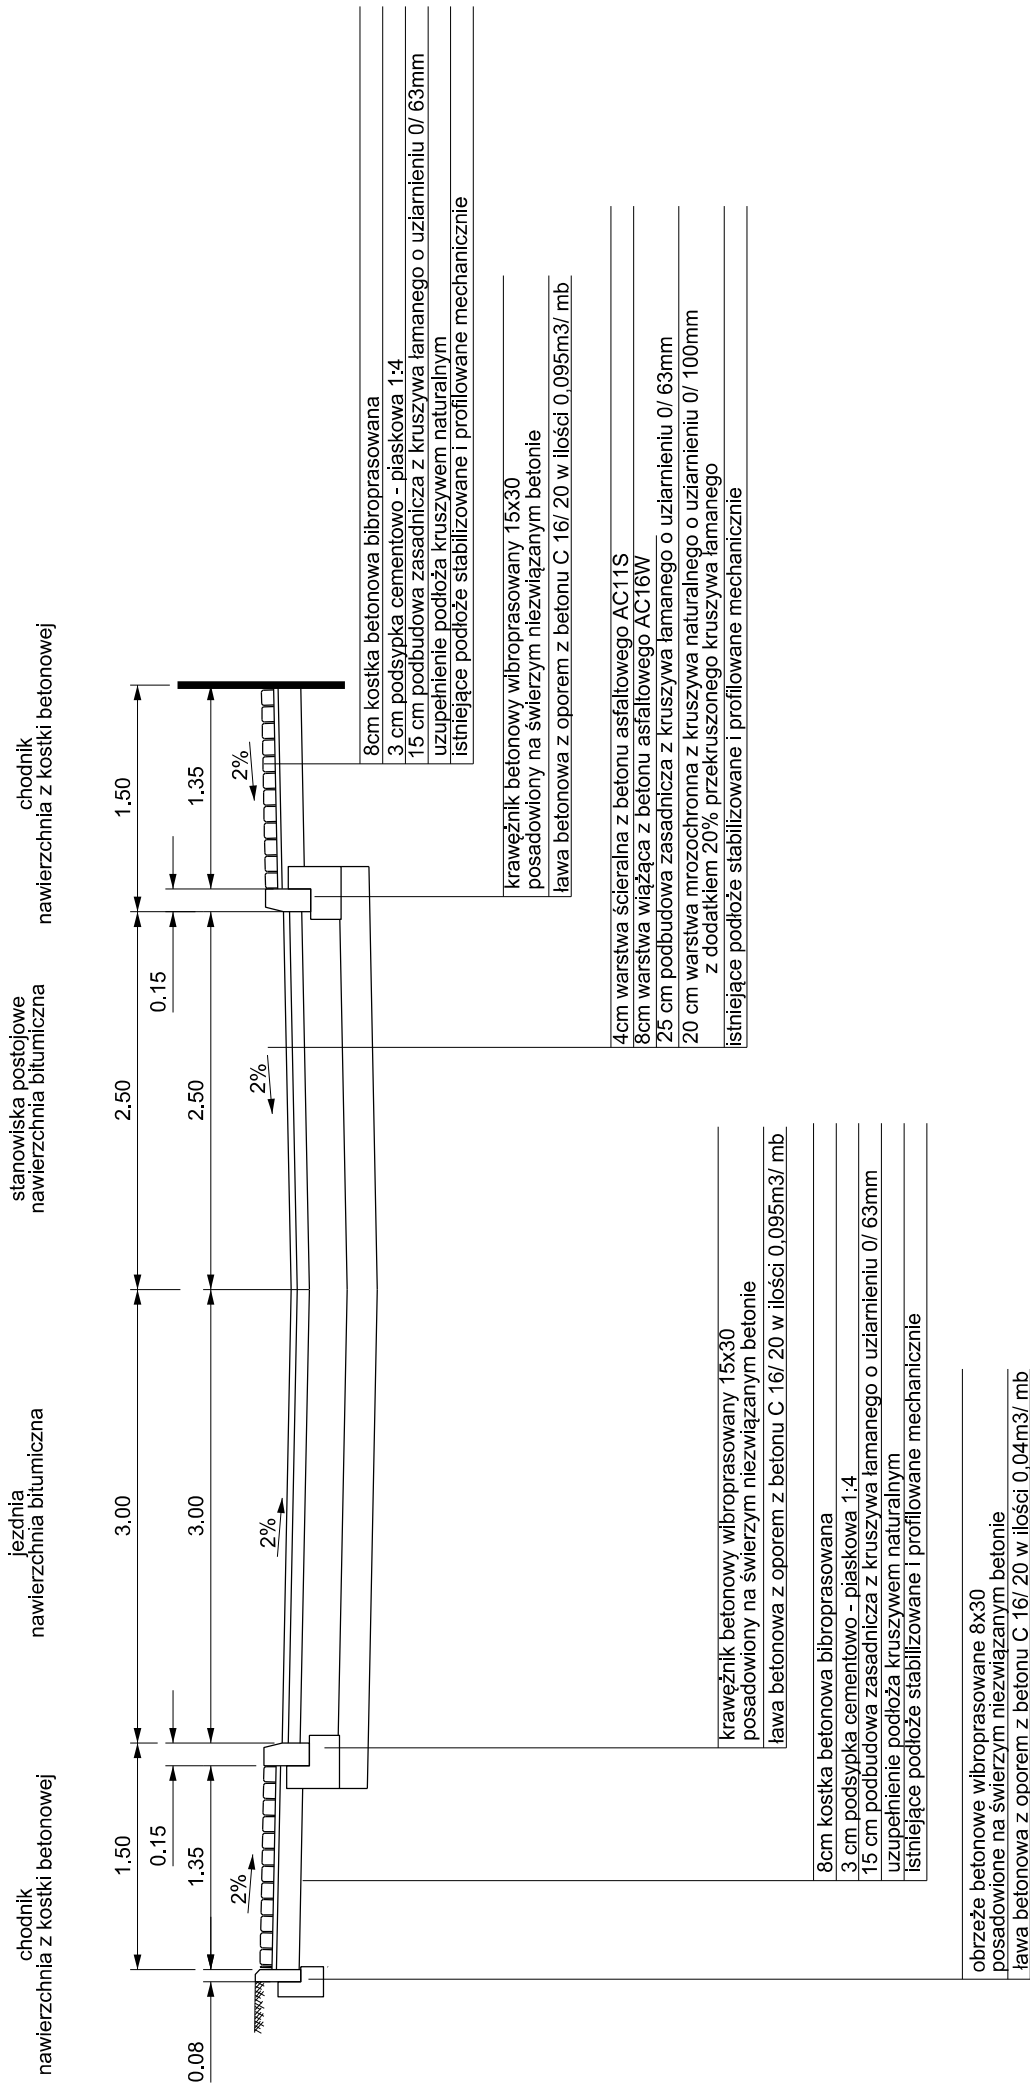 chodnik
nawierzchnia z kostki betonowej
jezdnia
nawierzchnia bitumiczna
stanowiska postojowe
nawierzchnia bitumiczna
chodnik
nawierzchnia z kostki betonowej
1.50
3.00
2.50
1.50
0.15
0.15
0.08
1.35
3.00
2.50
1.35
2%
2%
2%
2%
8cm kostka betonowa bibroprasowana
3 cm podsypka cementowo - piaskowa 1:4
15 cm podbudowa zasadnicza z kruszywa łamanego o uziarnieniu 0/ 63mm
uzupełnienie podłoża kruszywem naturalnym
istniejące podłoże stabilizowane i profilowane mechanicznie
krawężnik betonowy wibroprasowany 15x30
posadowiony na świerzym niezwiązanym betonie
ława betonowa z oporem z betonu C 16/ 20 w ilości 0,095m3/ mb
4cm warstwa ścieralna z betonu asfaltowego AC11S
8cm warstwa wiążąca z betonu asfaltowego AC16W
25 cm podbudowa zasadnicza z kruszywa łamanego o uziarnieniu 0/ 63mm
20 cm warstwa mrozochronna z kruszywa naturalnego o uziarnieniu 0/ 100mm
z dodatkiem 20% przekruszonego kruszywa łamanego
istniejące podłoże stabilizowane i profilowane mechanicznie
krawężnik betonowy wibroprasowany 15x30
posadowiony na świerzym niezwiązanym betonie
ława betonowa z oporem z betonu C 16/ 20 w ilości 0,095m3/ mb
8cm kostka betonowa bibroprasowana
3 cm podsypka cementowo - piaskowa 1:4
15 cm podbudowa zasadnicza z kruszywa łamanego o uziarnieniu 0/ 63mm
uzupełnienie podłoża kruszywem naturalnym
istniejące podłoże stabilizowane i profilowane mechanicznie
obrzeże betonowe wibroprasowane 8x30
posadowione na świerzym niezwiązanym betonie
ława betonowa z oporem z betonu C 16/ 20 w ilości 0,04m3/ mb